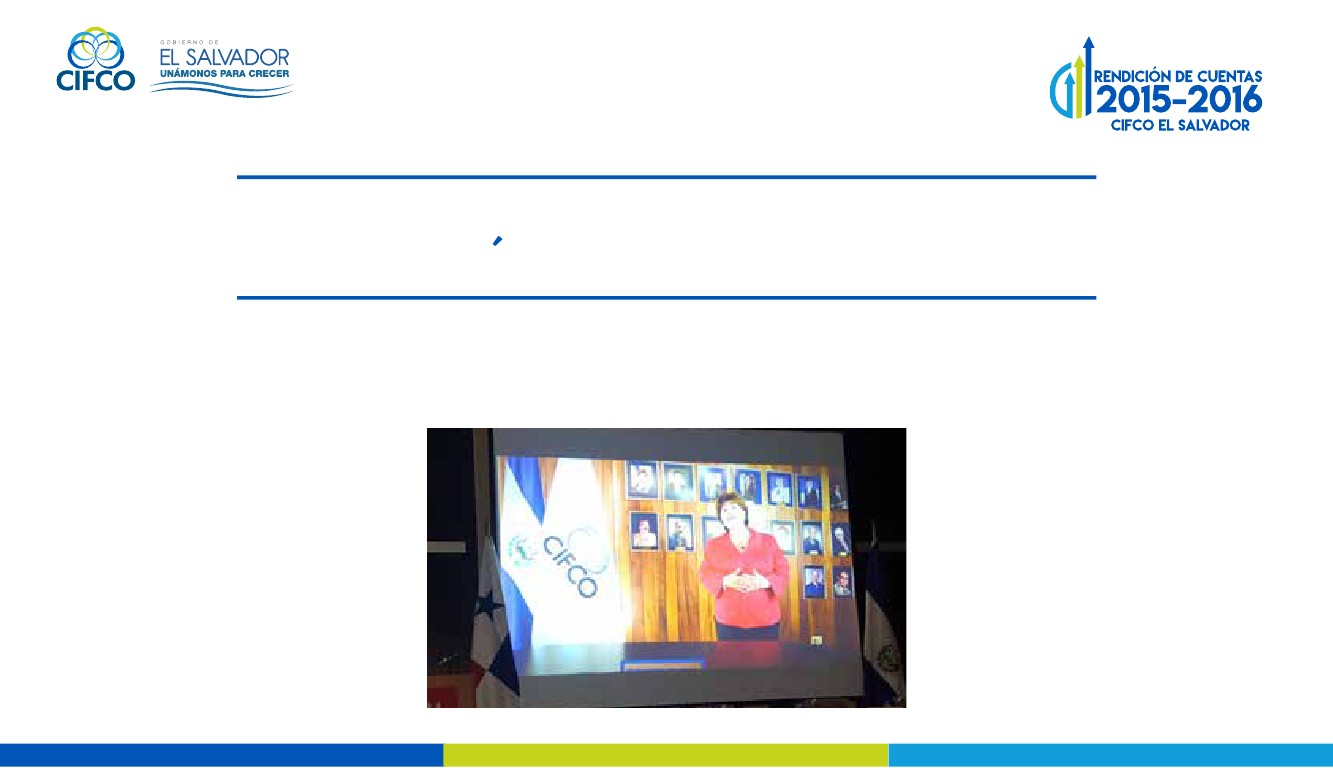 CIFCO
GOBIERNO DE
EL SALVADOR
UNÁMONOS PARA CRECER
RENDICIÓN DE CUENTAS
2015-2016
CIFCO EL SALVADOR
CIFCO